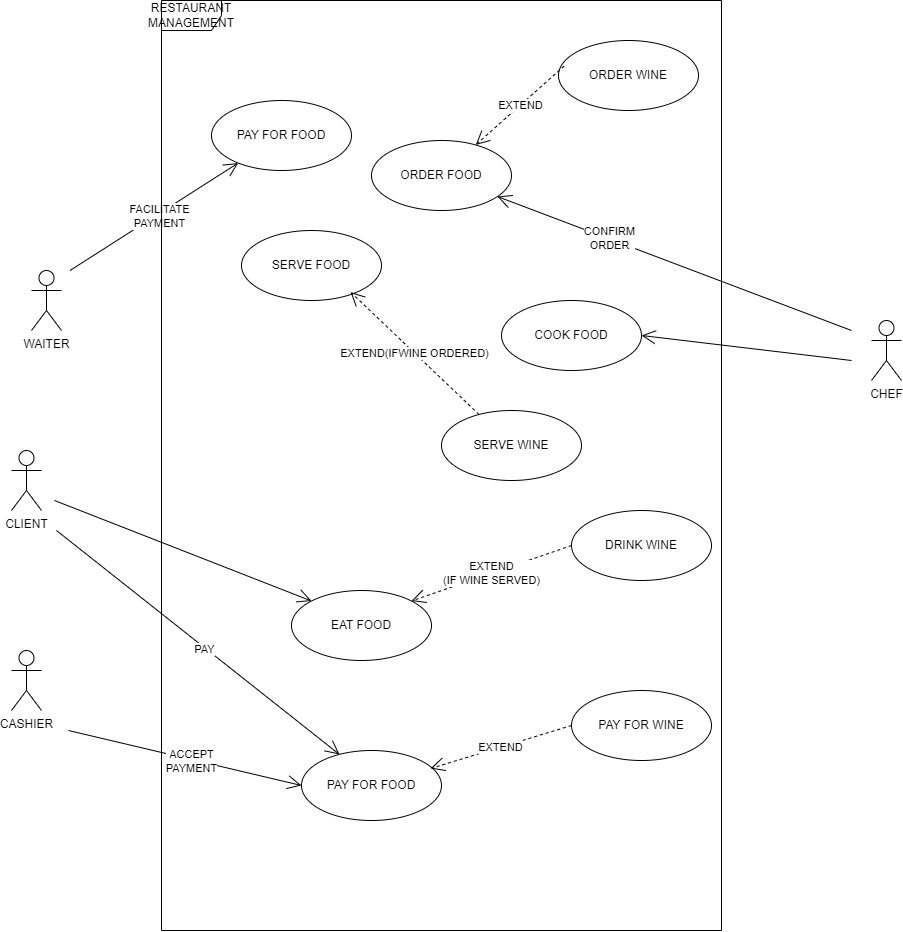 RESTAURANT
MANAGEMENT
ORDER WINE
EXTEND
PAY FOR FOOD
ORDER FOOD
FACILITATE
PAYMENT
CONFIRM
ORDER
SERVE FOOD
WAITER
COOK FOOD
EXTEND(IFWINE ORDERED)
CHEF
SERVE WINE
CLIENT
DRINK WINE
EXTEND
(IF WINE SERVED)
EAT FOOD
PAY
CASHIER
PAY FOR WINE
EXTEND
ACCEPT
PAYMENT
PAY FOR FOOD